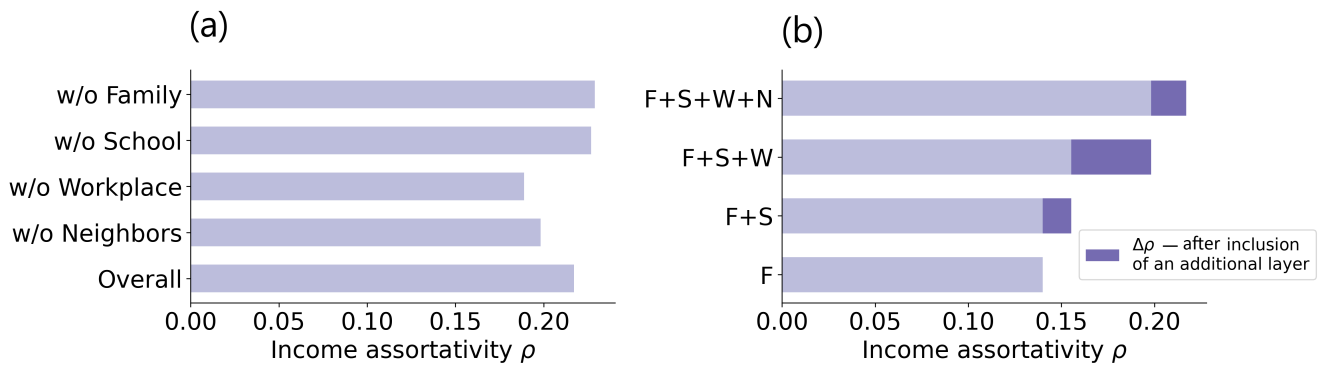 (a)
w/o Family
w/o School
w/o Workplace
w/o Neighbors
Overall
0.00 0.05 0.10 0.15 0.20
Income assortativity ρ
(b)
F+S+W+N
F+S+W
F+S
F
Δρ — after inclusion
of an additional layer
0.00 0.05 0.10 0.15 0.20
Income assortativity ρ